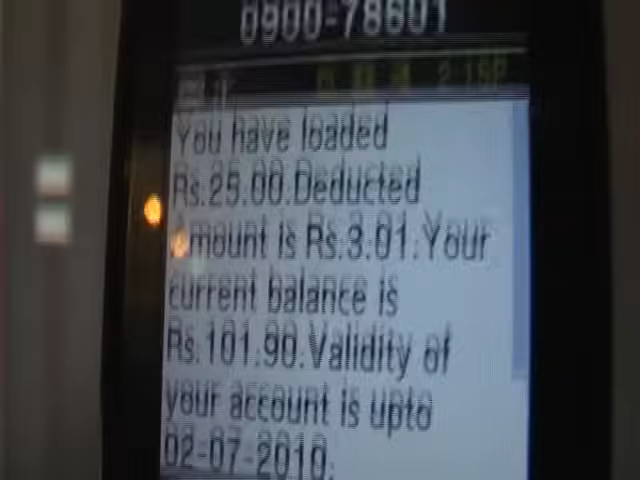 0900-78601
You have loaded
Rs.25.00.Deducted
Amount is Rs.3.01.Your
current balance is
Rs.101.90.Validity of
your account is upto
02-07-2010.